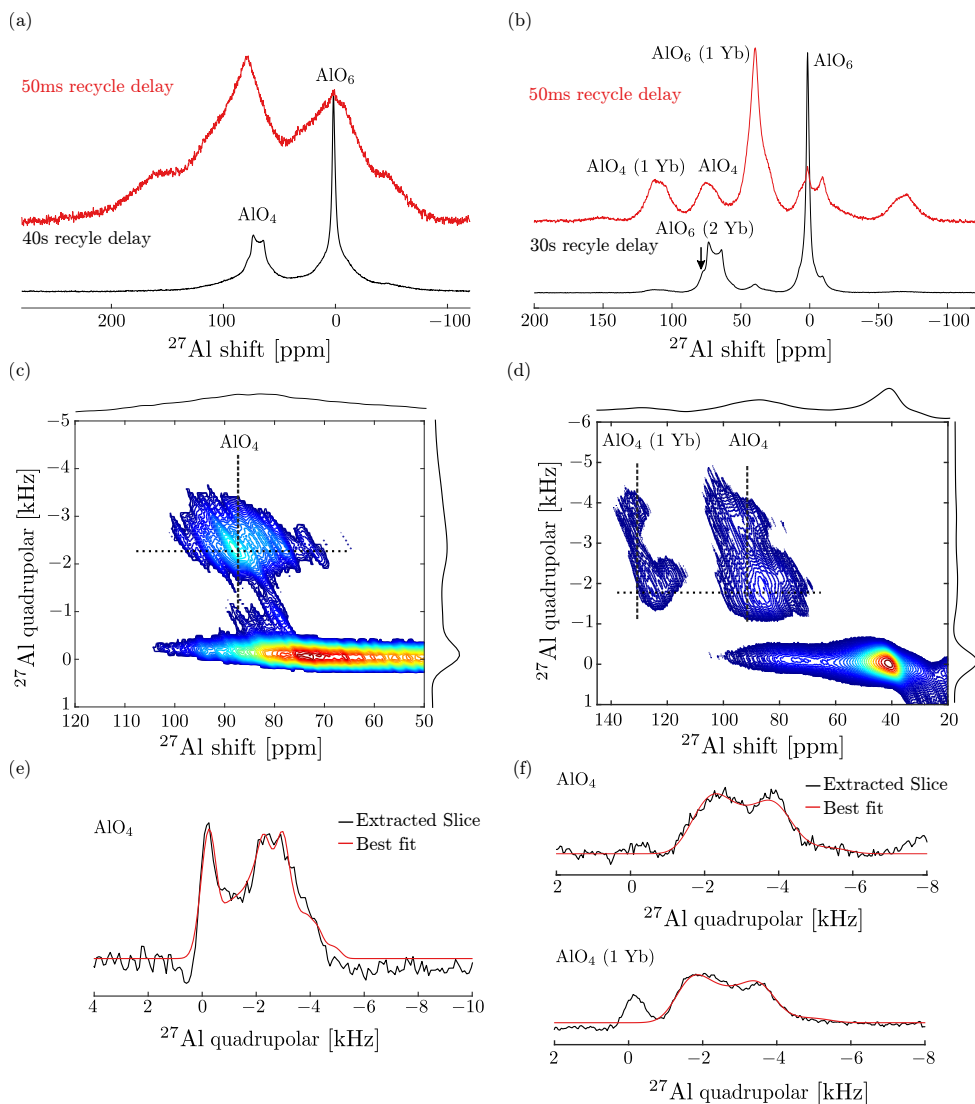 (a)
50ms recycle delay
AlO6
AlO4
40s recyle delay
200 100 0 −100
27Al shift [ppm]
(b)
AlO6 (1 Yb)
AlO6
50ms recycle delay
AlO4 (1 Yb) AlO4
AlO6 (2 Yb)
30s recyle delay
200 150 100 50 0 −50 −100
27Al shift [ppm]
(c)
AlO4
−5
−4
−3
−2
−1
0
1
27Al quadrupolar [kHz]
120 110 100 90 80 70 60 50
27Al shift [ppm]
(d)
AlO4 (1 Yb) AlO4
−6
−5
−4
−3
−2
−1
0
1
27Al quadrupolar [kHz]
140 120 100 80 60 40 20
27Al shift [ppm]
(e)
AlO4
Extracted Slice
Best fit
4 2 0 −2 −4 −6 −8 −10
27Al quadrupolar [kHz]
(f)
AlO4
Extracted Slice
Best fit
2 0 −2 −4 −6 −8
27Al quadrupolar [kHz]
AlO4 (1 Yb)
2 0 −2 −4 −6 −8
27Al quadrupolar [kHz]